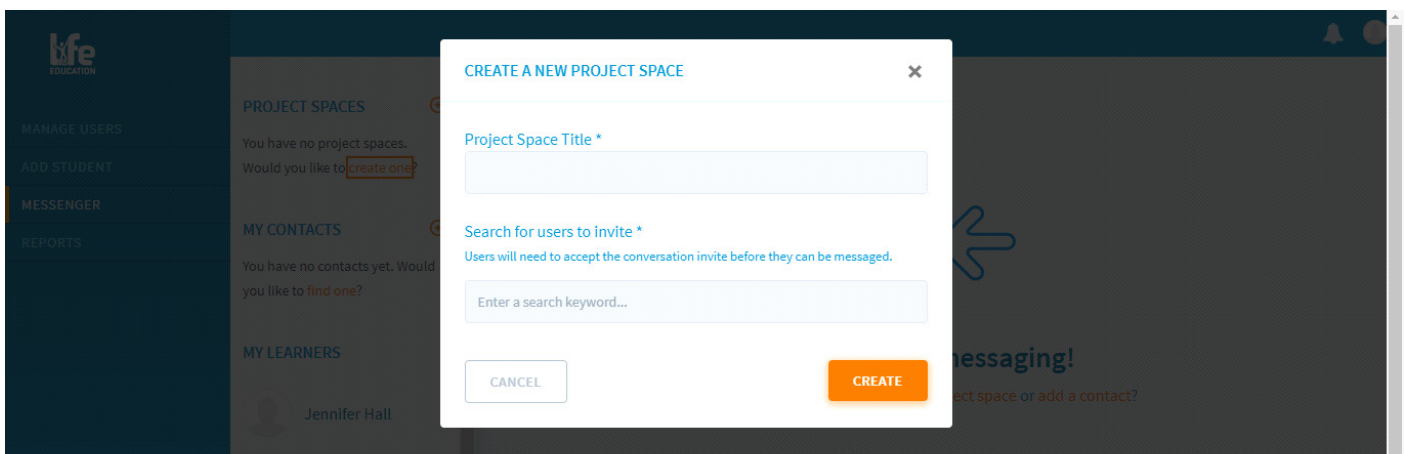 life
EDUCATION
MANAGE USERS
ADD STUDENT
MESSENGER
REPORTS
PROJECT SPACES
You have no project spaces.
Would you like to create one?
MY CONTACTS
You have no contacts yet. Would
you like to find one?
MY LEARNERS
Jennifer Hall
CREATE A NEW PROJECT SPACE
Project Space Title *
Search for users to invite *
Users will need to accept the conversation invite before they can be messaged.
Enter a search keyword...
CANCEL
CREATE
essaging!
ect space or add a contact?